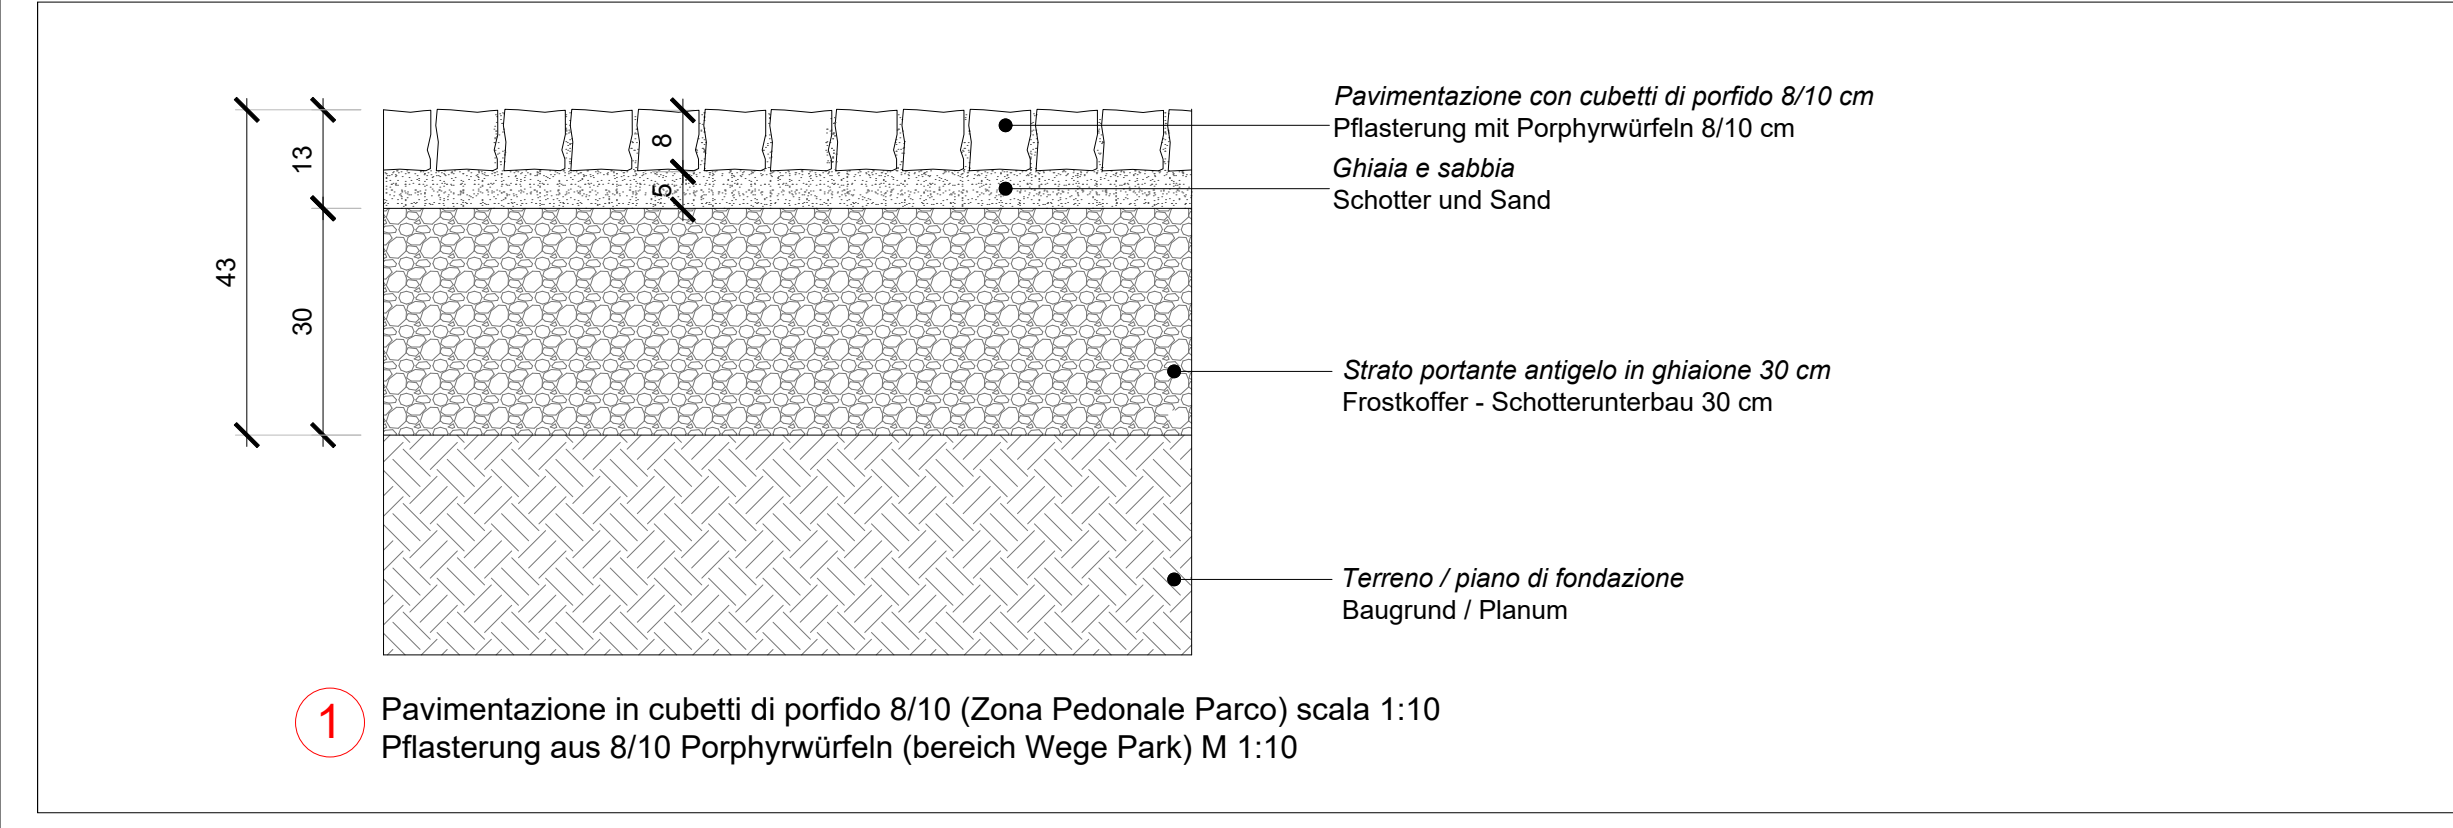 Pavimentazione con cubetti di porfido 8/10 cm
Pflasterung mit Porphyrwürfeln 8/10 cm
Ghiaia e sabbia
Schotter und Sand
13
8
5
43
30
Strato portante antigelo in ghiaione 30 cm
Frostkoffer - Schotterunterbau 30 cm
Terreno / piano di fondazione
Baugrund / Planum
1
Pavimentazione in cubetti di porfido 8/10 (Zona Pedonale Parco) scala 1:10
Pflasterung aus 8/10 Porphyrwürfeln (bereich Wege Park) M 1:10